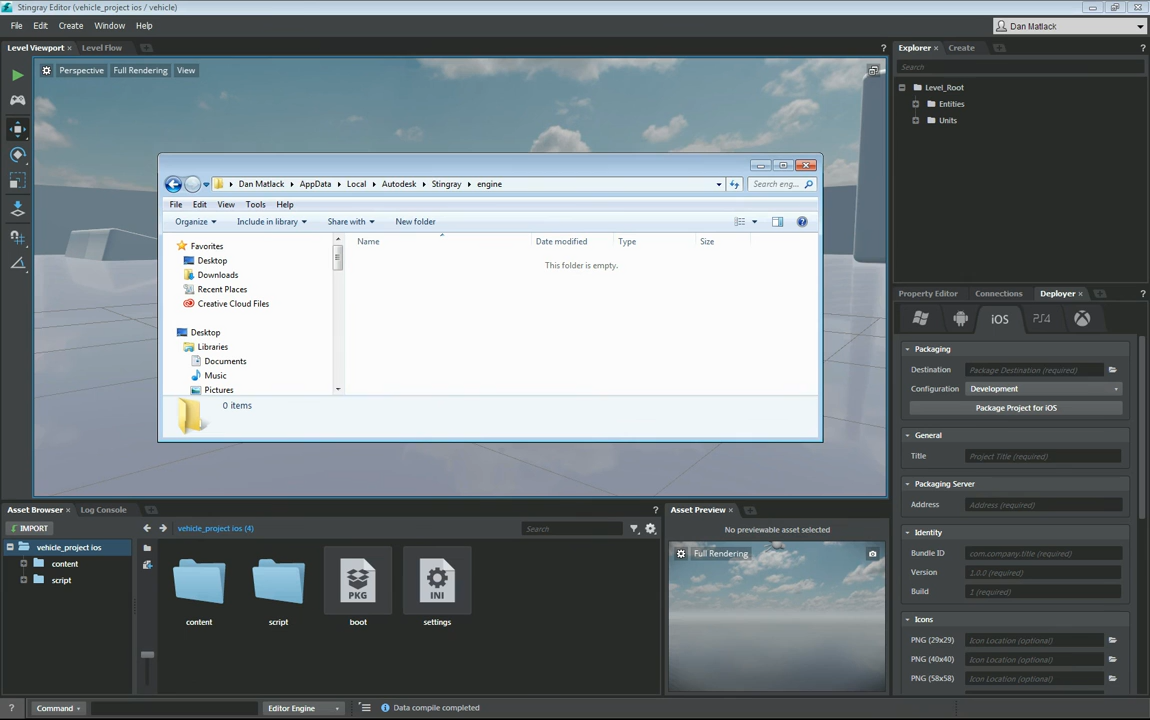 Stingray Editor (vehicle_project ios / vehicle)
File Edit Create Window Help
Dan Matlack
Level Viewport × Level Flow
Explorer × Create
Perspective Full Rendering View
Search
Level_Root
Entities
Units
Dan Matlack AppData Local Autodesk Stingray engine
Search eng...
File Edit View Tools Help
Organize Include in library Share with New folder
Name Date modified Type Size
This folder is empty.
Favorites
Desktop
Downloads
Recent Places
Creative Cloud Files
Desktop
Libraries
Documents
Music
Pictures
0 items
Property Editor Connections Deployer ×
iOS PS4
Packaging
Destination Package Destination (required)
Configuration Development
Package Project for iOS
General
Title Project Title (required)
Packaging Server
Address Address (required)
Identity
Bundle ID com.company.title (required)
Version 1.0.0 (required)
Build 1 (required)
Icons
PNG (29x29) Icon Location (optional)
PNG (40x40) Icon Location (optional)
PNG (58x58) Icon Location (optional)
Asset Browser × Log Console ?
IMPORT
vehicle_project ios (4)
Search
vehicle_project ios
content
script
content
script
PKG
boot
INI
settings
Asset Preview ×
No previewable asset selected
Full Rendering
? Command Editor Engine Data compile completed